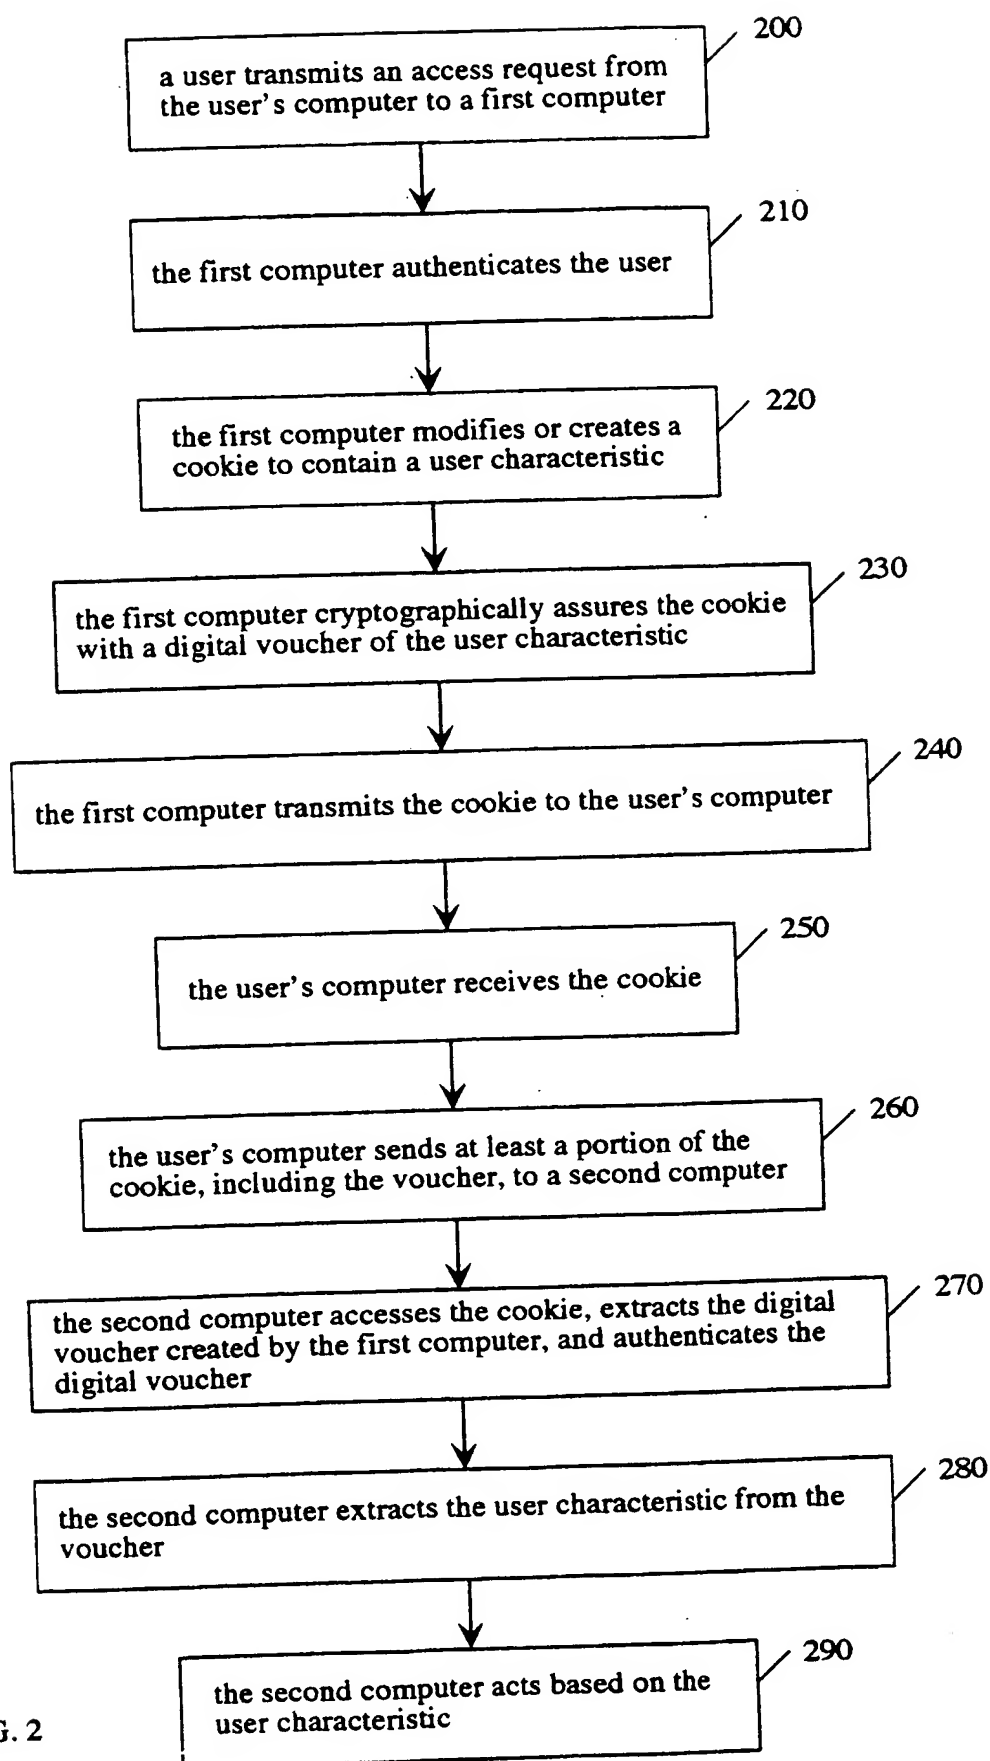 200
a user transmits an access request from
the user's computer to a first computer
210
the first computer authenticates the user
220
the first computer modifies or creates a
cookie to contain a user characteristic
230
the first computer cryptographically assures the cookie
with a digital voucher of the user characteristic
240
the first computer transmits the cookie to the user's computer
250
the user's computer receives the cookie
260
the user's computer sends at least a portion of the
cookie, including the voucher, to a second computer
270
the second computer accesses the cookie, extracts the digital
voucher created by the first computer, and authenticates the
digital voucher
280
the second computer extracts the user characteristic from the
voucher
290
the second computer acts based on the
user characteristic
G. 2